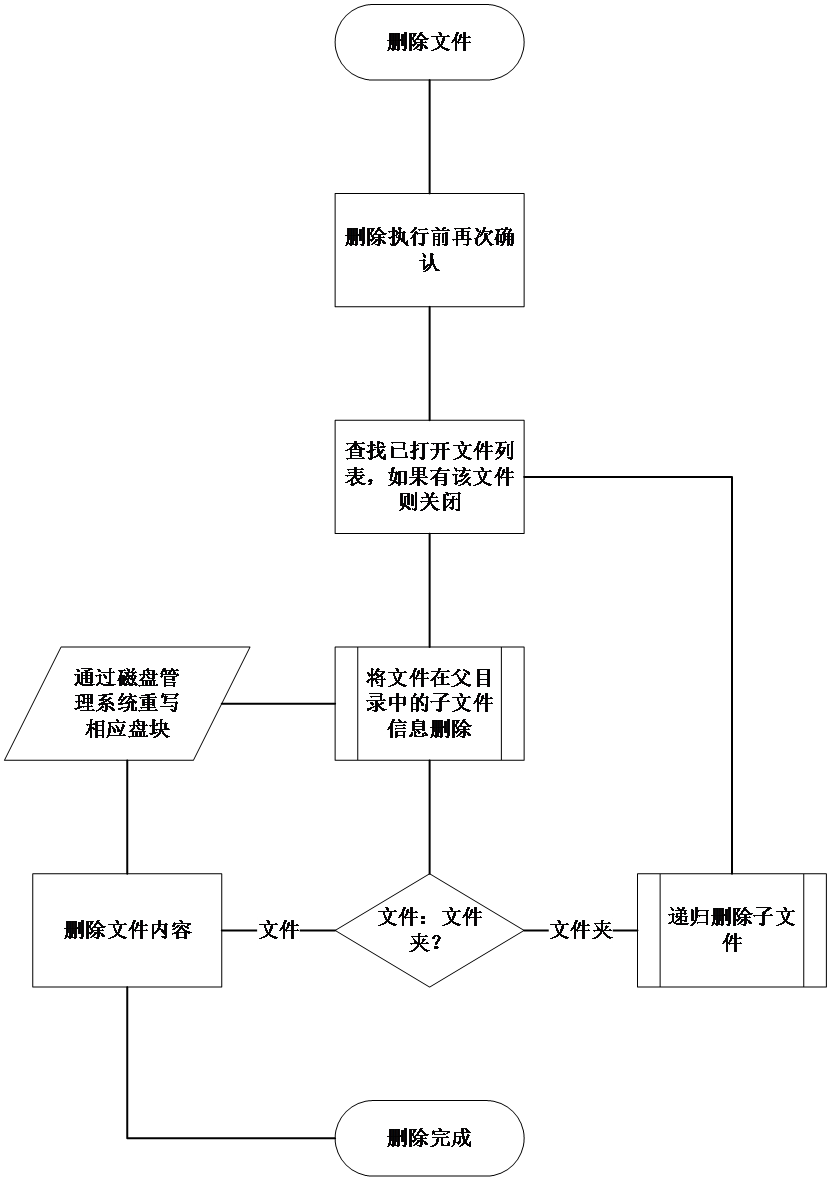 删除文件
删除执行前再次确
认
查找已打开文件列
表，如果有该文件
则关闭
通过磁盘管
理系统重写
相应盘块
将文件在父目
录中的子文件
信息删除
删除文件内容
文件
文件：文件
夹？
文件夹
递归删除子文
件
删除完成